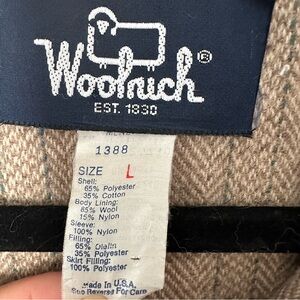 Woolrich®
EST. 1830
MENS
1388
SIZE L
Shell:
65% Polyester
35% Cotton
Body Lining:
85% Wool
15% Nylon
Sleeve:
100% Nylon
Filling:
65% Olefin
35% Polyester
Skirt Filling:
100% Polyester
Made In U.S.A.
See Reverse For Care